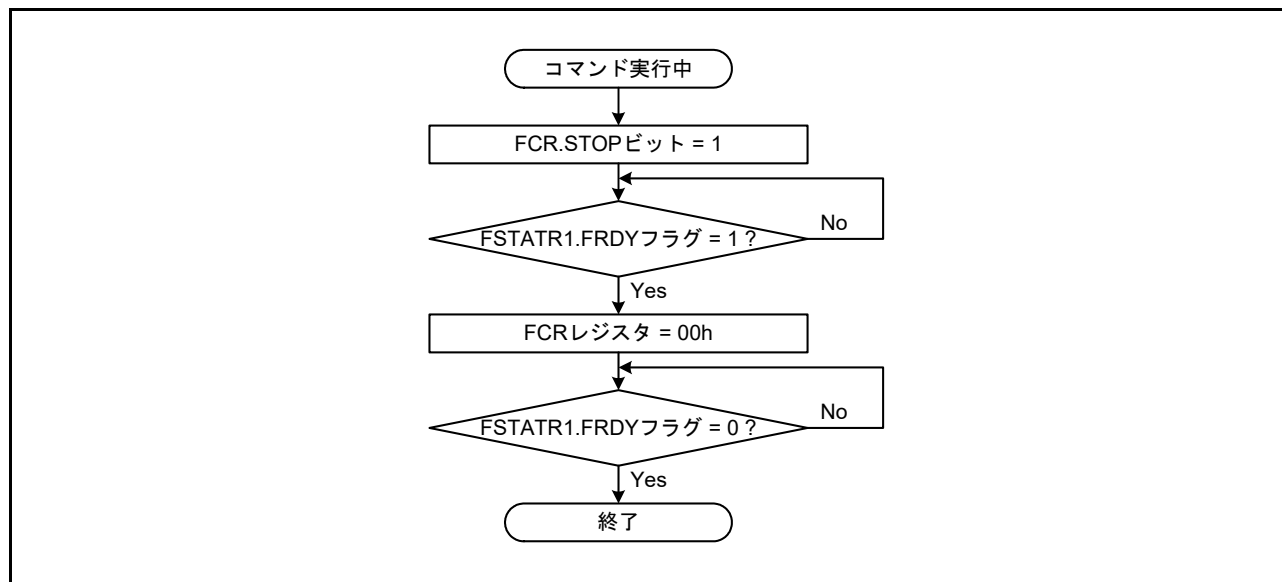 コマンド実行中
FCR.STOPビット = 1
FSTATR1.FRDYフラグ = 1 ?
No
Yes
FCRレジスタ = 00h
FSTATR1.FRDYフラグ = 0 ?
No
Yes
終了